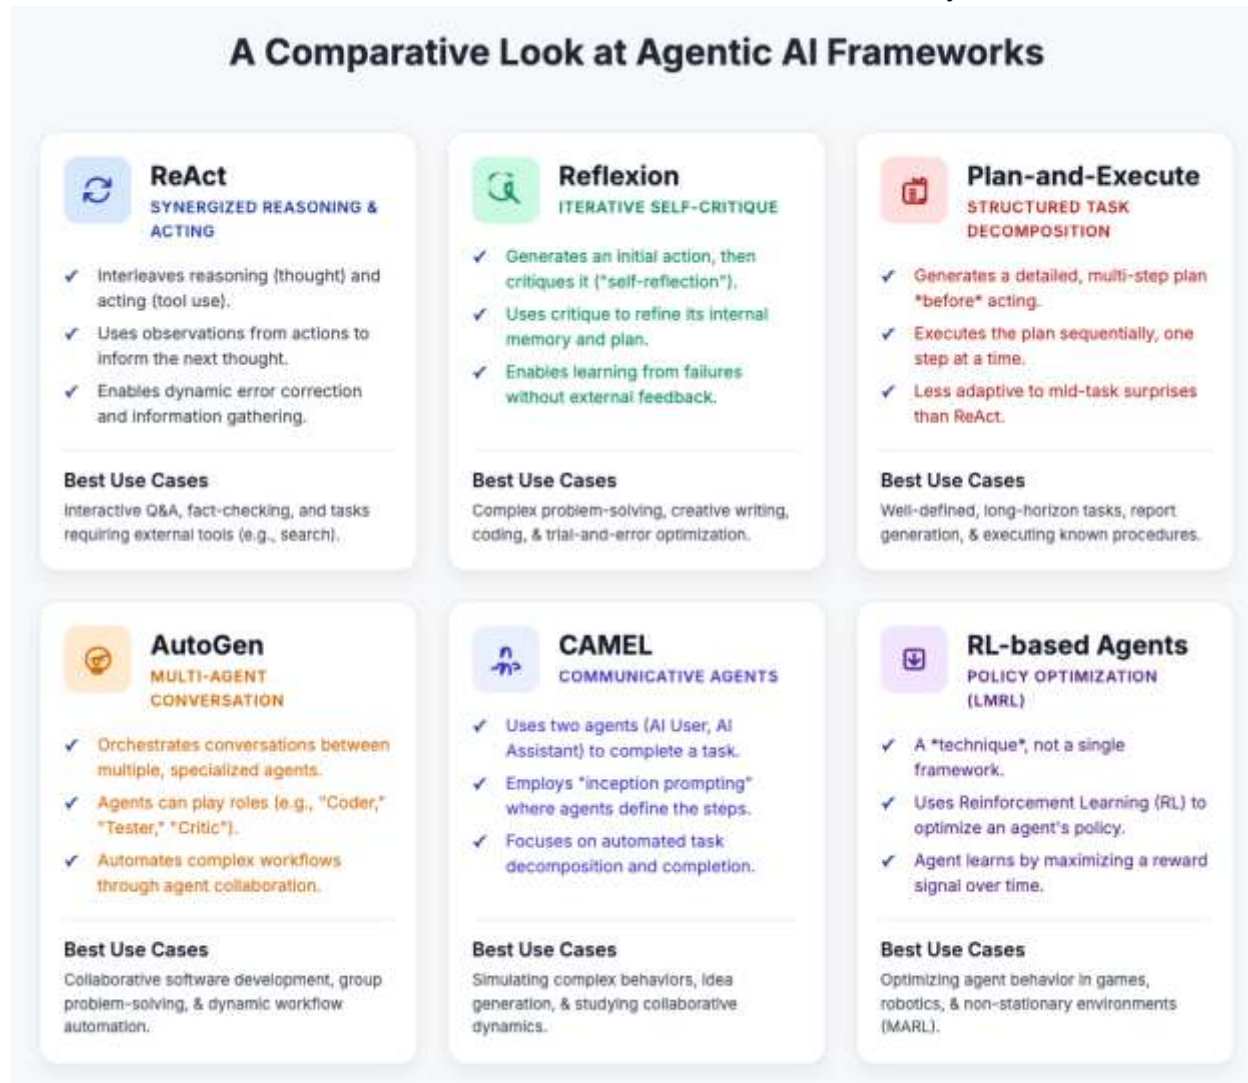 A Comparative Look at Agentic AI Frameworks
ReAct
SYNERGIZED REASONING &
ACTING
✔ Interleaves reasoning (thought) and
acting (tool use).
✔ Uses observations from actions to
inform the next thought.
✔ Enables dynamic error correction
and information gathering.
Best Use Cases
Interactive Q&A, fact-checking, and tasks
requiring external tools (e.g., search).
Reflexion
ITERATIVE SELF-CRITIQUE
✔ Generates an initial action, then
critiques it ("self-reflection").
✔ Uses critique to refine its internal
memory and plan.
✔ Enables learning from failures
without external feedback.
Best Use Cases
Complex problem-solving, creative writing,
coding, & trial-and-error optimization.
Plan-and-Execute
STRUCTURED TASK
DECOMPOSITION
✔ Generates a detailed, multi-step plan
*before* acting.
✔ Executes the plan sequentially, one
step at a time.
✔ Less adaptive to mid-task surprises
than ReAct.
Best Use Cases
Well-defined, long-horizon tasks, report
generation, & executing known procedures.
AutoGen
MULTI-AGENT
CONVERSATION
✔ Orchestrates conversations between
multiple, specialized agents.
✔ Agents can play roles (e.g., "Coder,"
"Tester," "Critic").
✔ Automates complex workflows
through agent collaboration.
Best Use Cases
Collaborative software development, group
problem-solving, & dynamic workflow
automation.
CAMEL
COMMUNICATIVE AGENTS
✔ Uses two agents (AI User, AI
Assistant) to complete a task.
✔ Employs "inception prompting"
where agents define the steps.
✔ Focuses on automated task
decomposition and completion.
Best Use Cases
Simulating complex behaviors, idea
generation, & studying collaborative
dynamics.
RL-based Agents
POLICY OPTIMIZATION
(LMRL)
✔ A *technique*, not a single
framework.
✔ Uses Reinforcement Learning (RL) to
optimize an agent's policy.
✔ Agent learns by maximizing a reward
signal over time.
Best Use Cases
Optimizing agent behavior in games,
robotics, & non-stationary environments
(MARL).